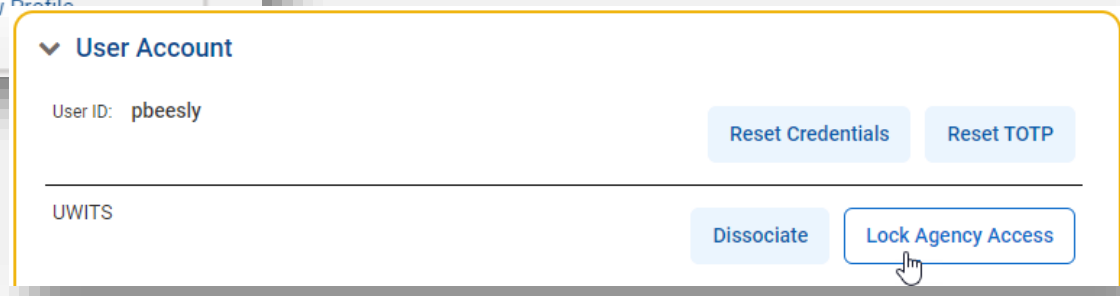 User Account
User ID: pbeesly
Reset Credentials Reset TOTP
UWITS
Dissociate Lock Agency Access